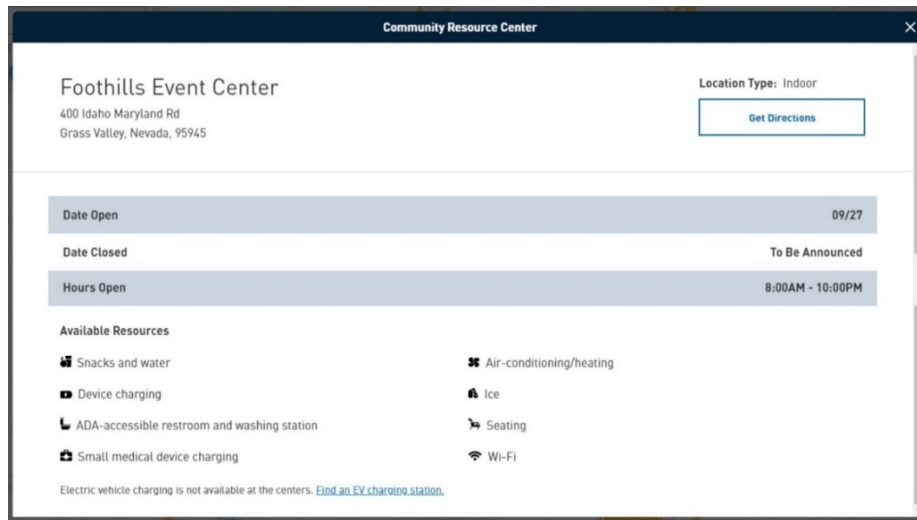 Community Resource Center
Foothills Event Center
400 Idaho Maryland Rd
Grass Valley, Nevada, 95945
Location Type: Indoor
Get Directions
Date Open 09/27
Date Closed To Be Announced
Hours Open 8:00AM - 10:00PM
Available Resources
Snacks and water
Air-conditioning/heating
Device charging
Ice
ADA-accessible restroom and washing station
Seating
Small medical device charging
Wi-Fi
Electric vehicle charging is not available at the centers. Find an EV charging station.